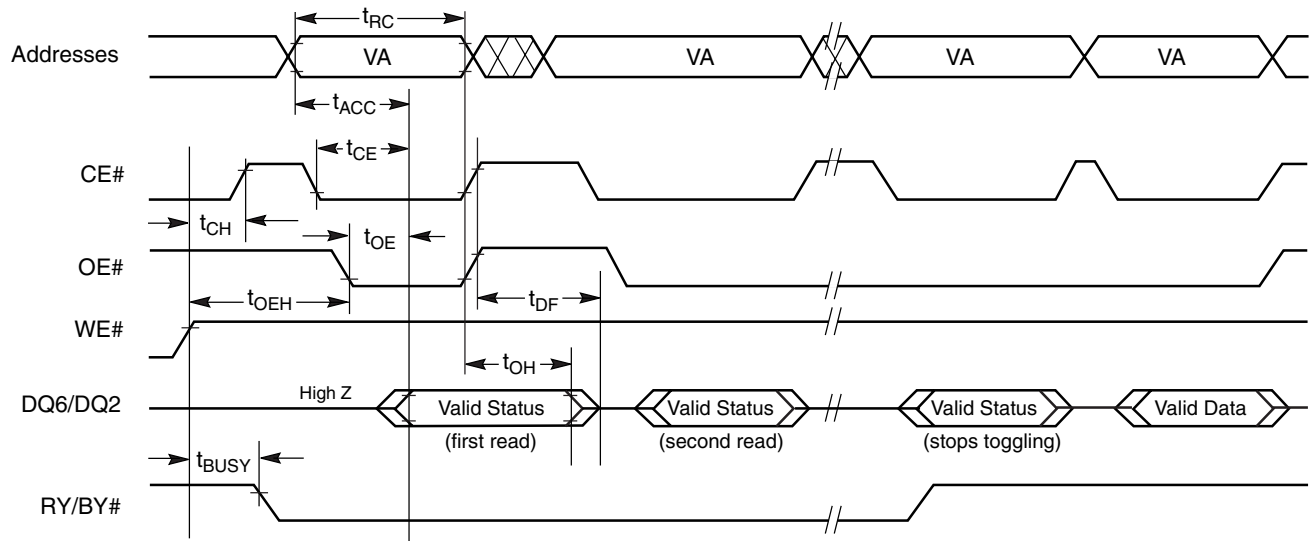 tRC
Addresses VA VA VA VA
tACC
tCE
CE#
tCH tOE
OE#
tOEH tDF
WE#
tOH
DQ6/DQ2 High Z Valid Status Valid Status Valid Status Valid Data
(first read) (second read) (stops toggling)
tBUSY
RY/BY#